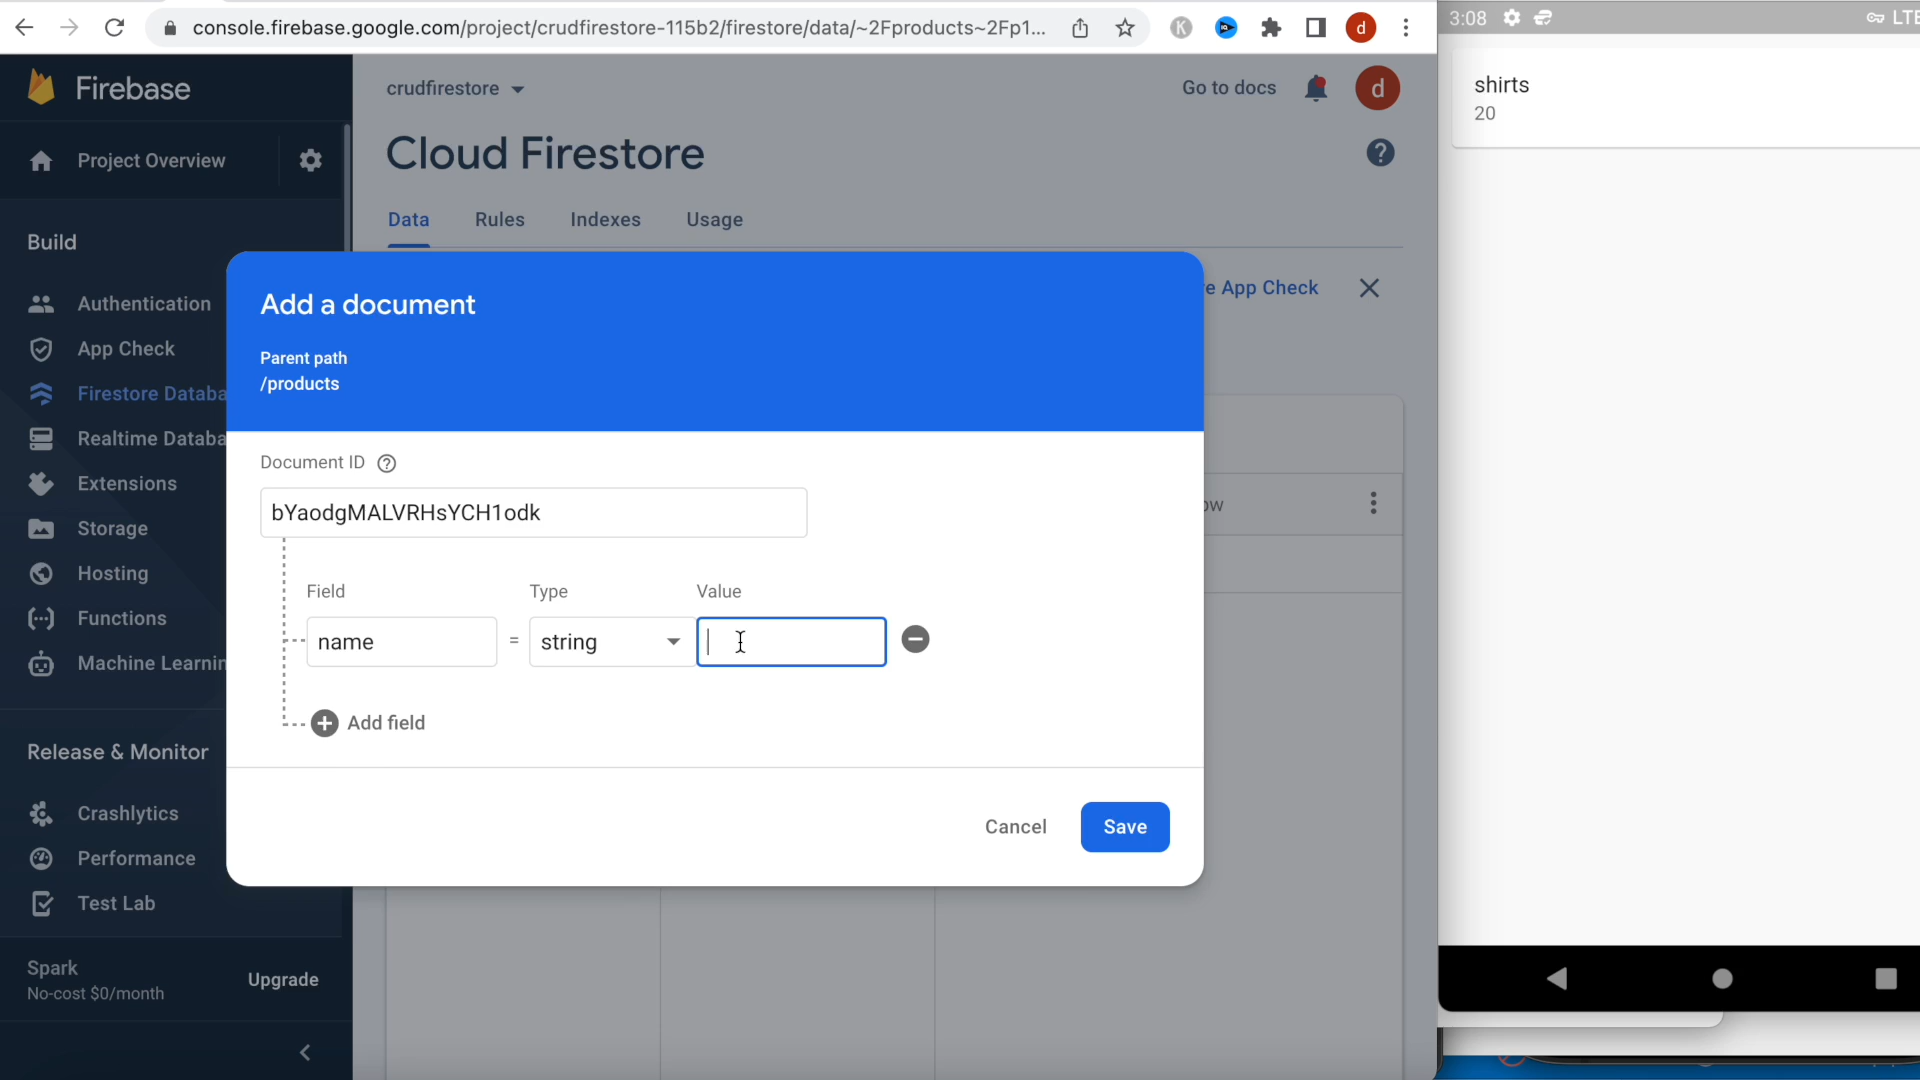 console.firebase.google.com/project/crudfirestore-115b2/firestore/data/~2Fproducts~2Fp1...
K
d
3:08
LTE
Firebase
crudfirestore
Go to docs
d
Project Overview
Cloud Firestore
Data
Rules
Indexes
Usage
Build
Authentication
App Check
Firestore Databa
Realtime Databa
Extensions
Storage
Hosting
Functions
Machine Learnin
Release & Monitor
Crashlytics
Performance
Test Lab
Spark
No-cost $0/month
Upgrade
e App Check
ow
Add a document
Parent path
/products
Document ID
bYaodgMALVRHsYCH1odk
Field
Type
Value
name
=
string
Add field
Cancel
Save
shirts
20